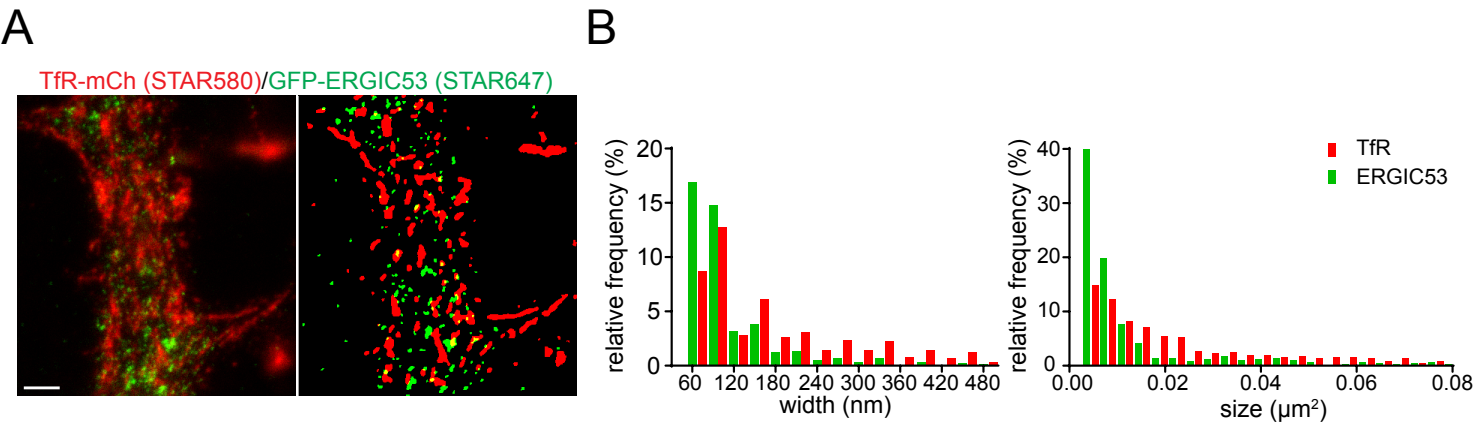 A
B
TfR-mCh (STAR580)/GFP-ERGIC53 (STAR647)
relative frequency (%)
20
15
10
5
0
60 120 180 240 300 360 420 480
width (nm)
relative frequency (%)
40
30
20
10
0
0.00 0.02 0.04 0.06 0.08
size (µm²)
TfR
ERGIC53